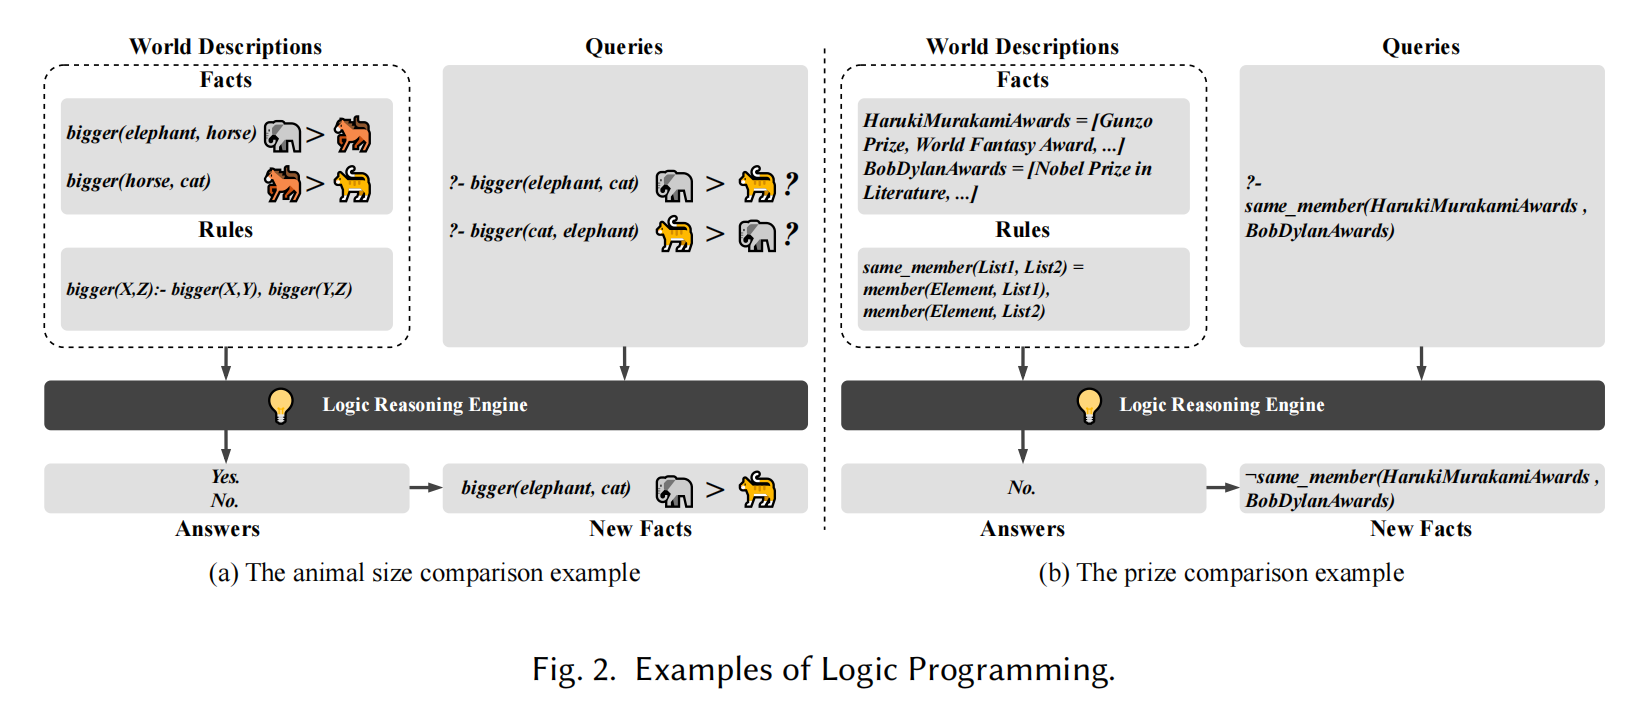 World Descriptions
Facts
bigger(elephant, horse) >
bigger(horse, cat) >
Rules
bigger(X,Z):- bigger(X,Y), bigger(Y,Z)
Queries
?- bigger(elephant, cat) > ?
?- bigger(cat, elephant) > ?
Logic Reasoning Engine
Yes.
No.
Answers
bigger(elephant, cat) >
New Facts
(a) The animal size comparison example
World Descriptions
Facts
HarukiMurakamiAwards = [Gunzo
Prize, World Fantasy Award, ...]
BobDylanAwards = [Nobel Prize in
Literature, ...]
Rules
same_member(List1, List2) =
member(Element, List1),
member(Element, List2)
Queries
?-
same_member(HarukiMurakamiAwards ,
BobDylanAwards)
Logic Reasoning Engine
No.
Answers
¬same_member(HarukiMurakamiAwards ,
BobDylanAwards)
New Facts
(b) The prize comparison example
Fig. 2. Examples of Logic Programming.